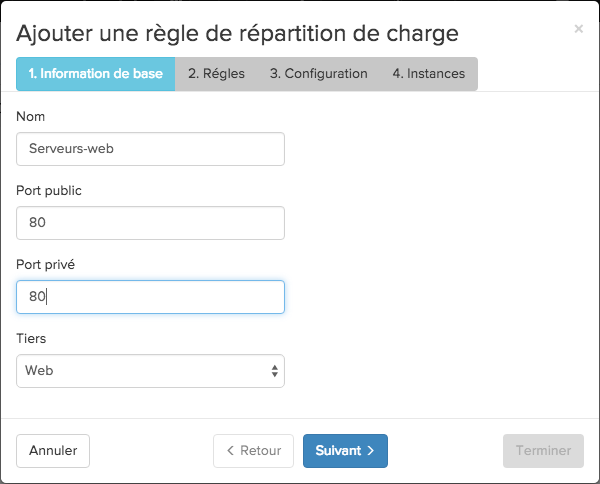 Ajouter une règle de répartition de charge
×
1. Information de base 2. Régles 3. Configuration 4. Instances
Nom
Serveurs-web
Port public
80
Port privé
80
Tiers
Web
Annuler < Retour Suivant > Terminer